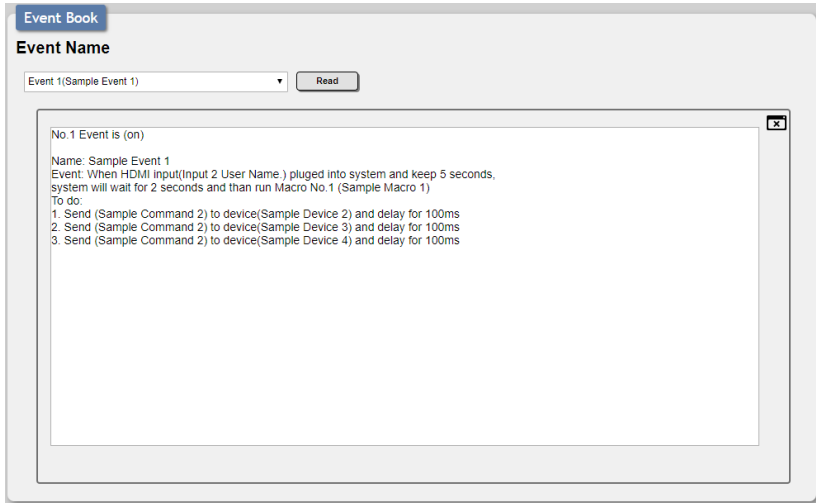 Event Book
Event Name
Event 1(Sample Event 1)
Read
No.1 Event is (on)
Name: Sample Event 1
Event: When HDMI input(Input 2 User Name.) pluged into system and keep 5 seconds,
system will wait for 2 seconds and than run Macro No.1 (Sample Macro 1)
To do:
1. Send (Sample Command 2) to device(Sample Device 2) and delay for 100ms
2. Send (Sample Command 2) to device(Sample Device 3) and delay for 100ms
3. Send (Sample Command 2) to device(Sample Device 4) and delay for 100ms